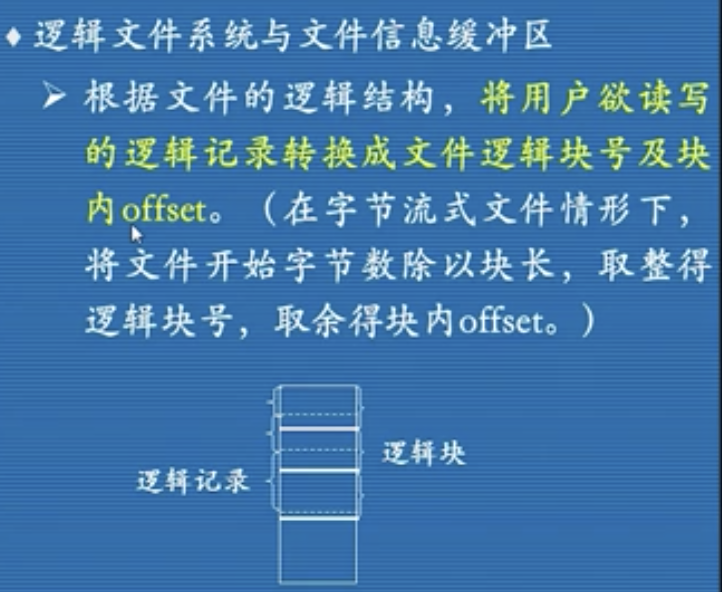 ♦ 逻辑文件系统与文件信息缓冲区
➢ 根据文件的逻辑结构，将用户欲读写
的逻辑记录转换成文件逻辑块号及块
内offset。（在字节流式文件情形下，
将文件开始字节数除以块长，取整得
逻辑块号，取余得块内offset。）
逻辑块
逻辑记录